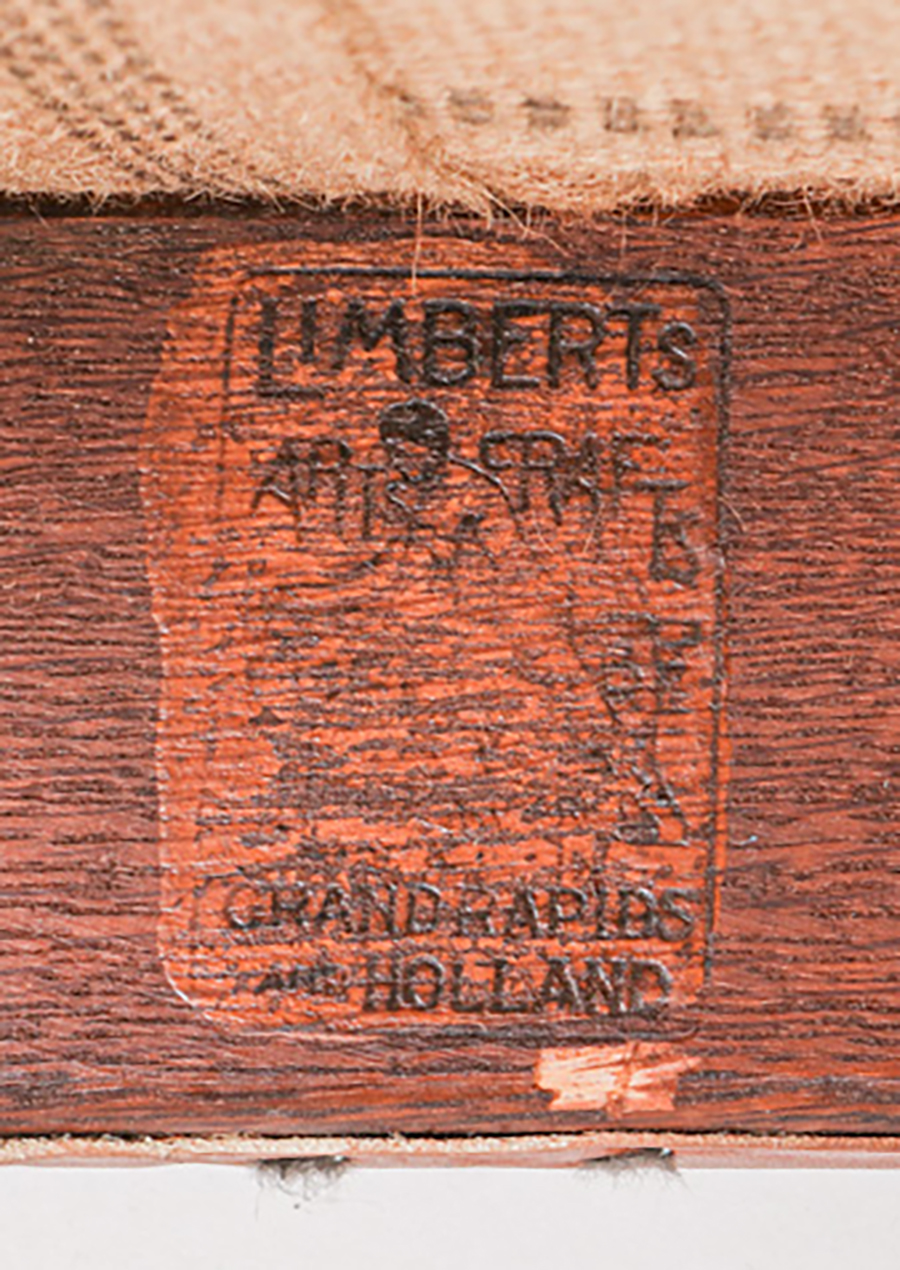 LIMBERTS
ARTS CRAFTS
GRAND RAPIDS
AND HOLLAND